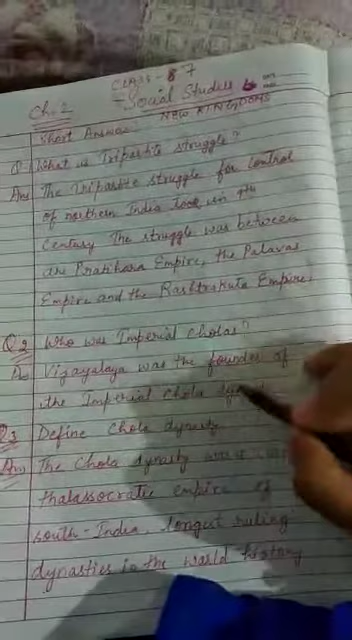 CLASS - 7
Social Studies
Ch. 2
NEW KINGDOMS
Short Answer
Q What is Tripartite struggle?
Ans The Tripartite struggle for control
of northern India took in 9th
century The struggle was between
are Pratihara Empire, the Palavas
Empire and the Rashtrakuta Empire.
Q2 Who was Imperial Cholas?
Ans Vijayalaya was the founder of
the Imperial Chola
Q3 Define Chola dynasty
Ans The Chola dynasty was a
thalassocratic empire of
south-India, longest ruling
dynasties in the world history